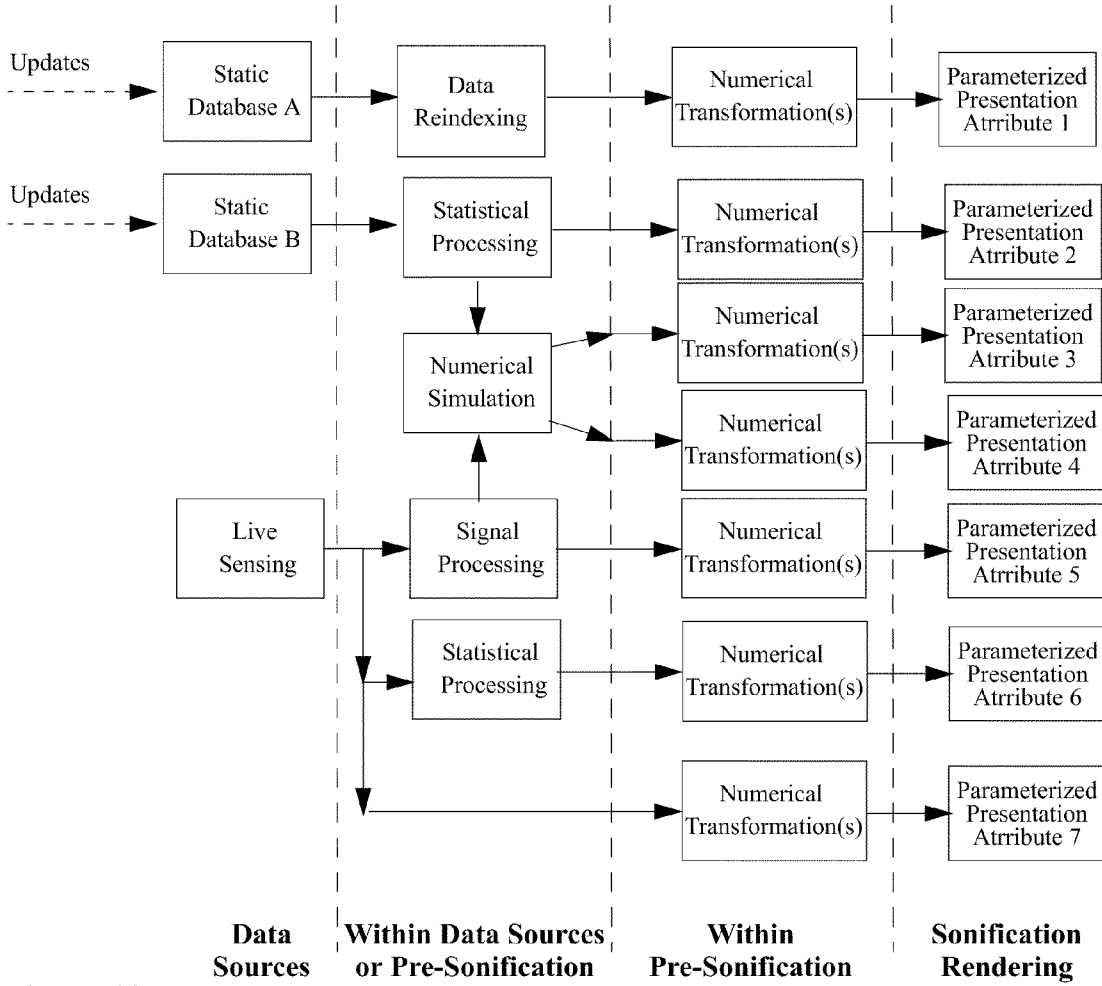 Updates
Static
Database A
Data
Reindexing
Numerical
Transformation(s)
Parameterized
Presentation
Atrribute 1
Updates
Static
Database B
Statistical
Processing
Numerical
Transformation(s)
Parameterized
Presentation
Atrribute 2
Numerical
Simulation
Numerical
Transformation(s)
Parameterized
Presentation
Atrribute 3
Numerical
Transformation(s)
Parameterized
Presentation
Atrribute 4
Live
Sensing
Signal
Processing
Numerical
Transformation(s)
Parameterized
Presentation
Atrribute 5
Statistical
Processing
Numerical
Transformation(s)
Parameterized
Presentation
Atrribute 6
Numerical
Transformation(s)
Parameterized
Presentation
Atrribute 7
Data
Sources
Within Data Sources
or Pre-Sonification
Within
Pre-Sonification
Sonification
Rendering